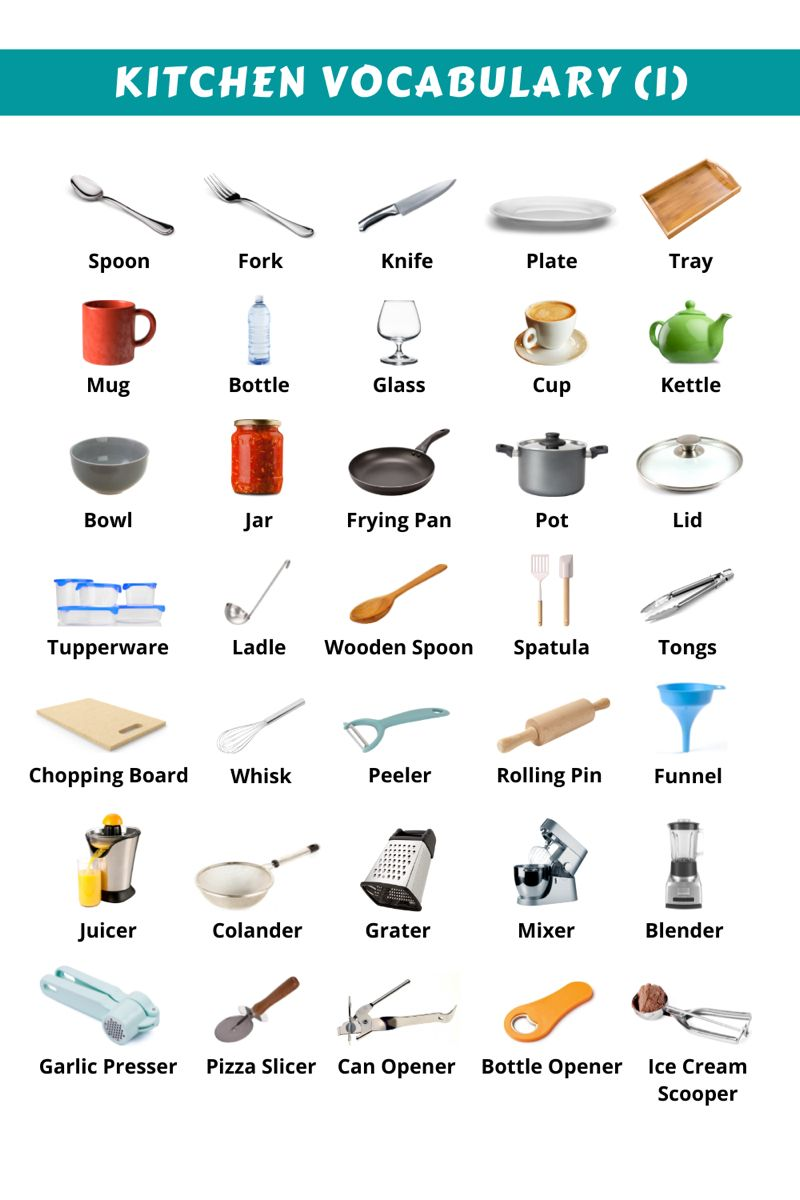 KITCHEN VOCABULARY (I)
Spoon Fork Knife Plate Tray
Mug Bottle Glass Cup Kettle
Bowl Jar Frying Pan Pot Lid
Tupperware Ladle Wooden Spoon Spatula Tongs
Chopping Board Whisk Peeler Rolling Pin Funnel
Juicer Colander Grater Mixer Blender
Garlic Presser Pizza Slicer Can Opener Bottle Opener Ice Cream
Scooper